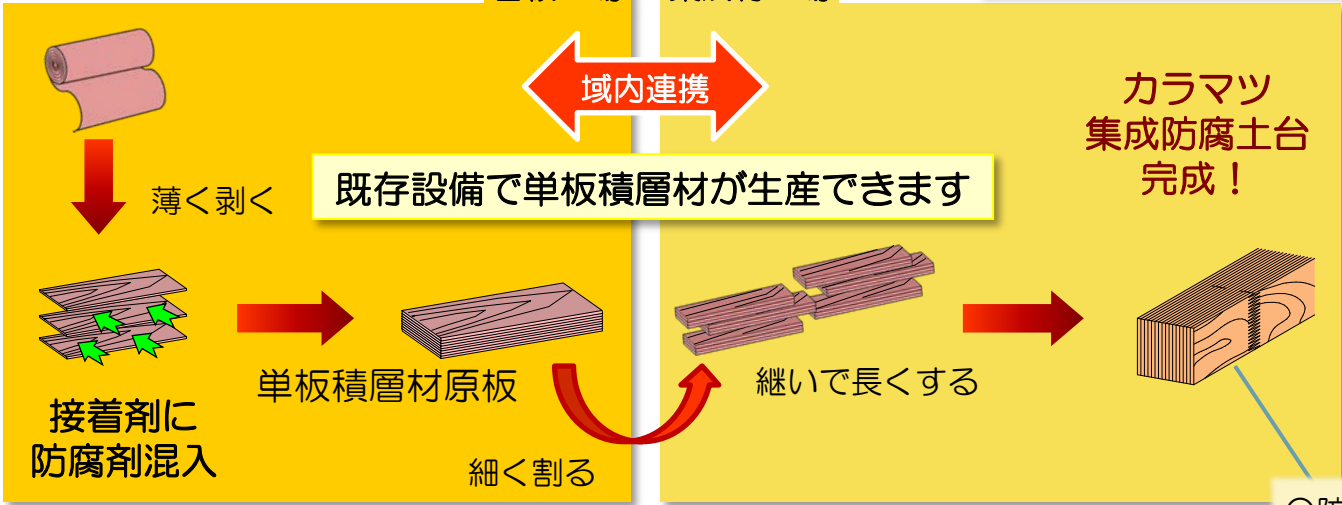 域内連携
カラマツ
集成防腐土台
完成！
既存設備で単板積層材が生産できます
薄く剥く
単板積層材原板
継いで長くする
接着剤に
防腐剤混入
細く割る